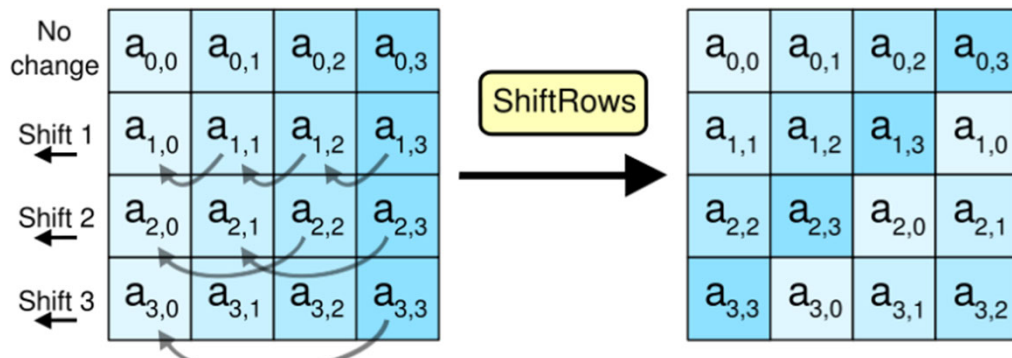 No change
a0,0 a0,1 a0,2 a0,3
Shift 1
a1,0 a1,1 a1,2 a1,3
Shift 2
a2,0 a2,1 a2,2 a2,3
Shift 3
a3,0 a3,1 a3,2 a3,3
ShiftRows
a0,0 a0,1 a0,2 a0,3
a1,1 a1,2 a1,3 a1,0
a2,2 a2,3 a2,0 a2,1
a3,3 a3,0 a3,1 a3,2